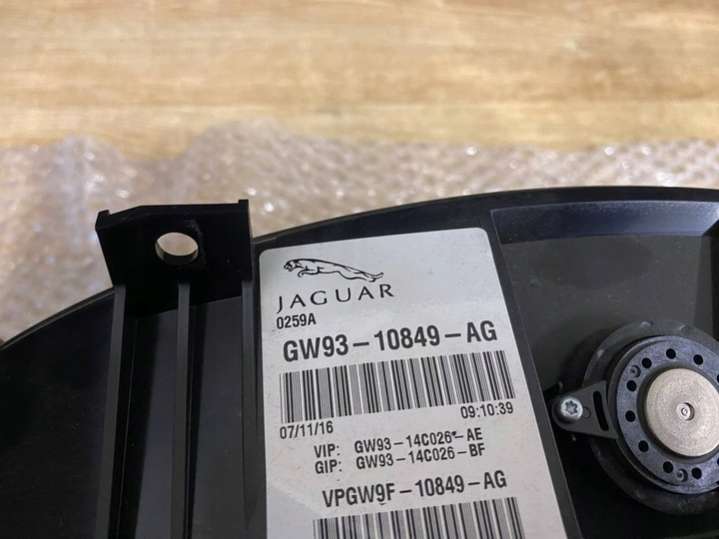 JAGUAR
0259A
GW93-10849-AG
07/11/16 09:10:39
VIP: GW93-14C026*-AE
GIP: GW93-14C026-BF
VPGW9F-10849-AG